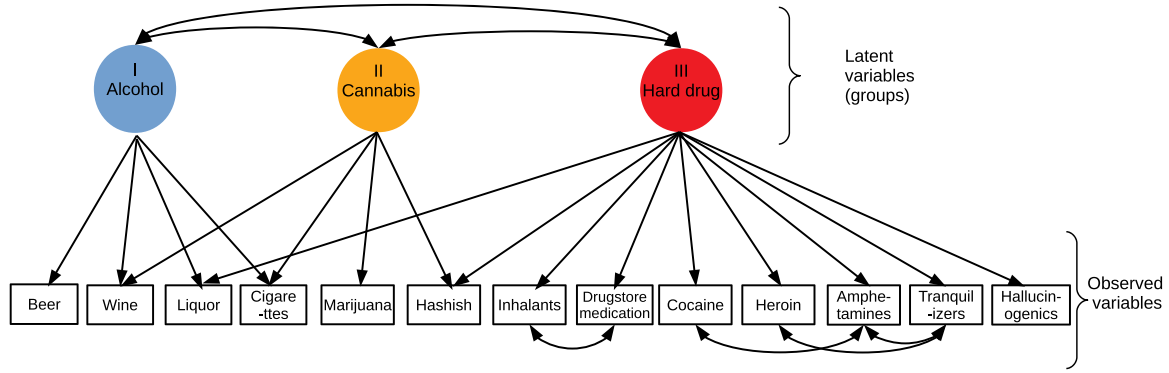 I
Alcohol
II
Cannabis
III
Hard drug
Latent
variables
(groups)
Beer
Wine
Liquor
Cigare
-ttes
Marijuana
Hashish
Inhalants
Drugstore
medication
Cocaine
Heroin
Amphe-
tamines
Tranquil
-izers
Hallucin-
ogenics
Observed
variables